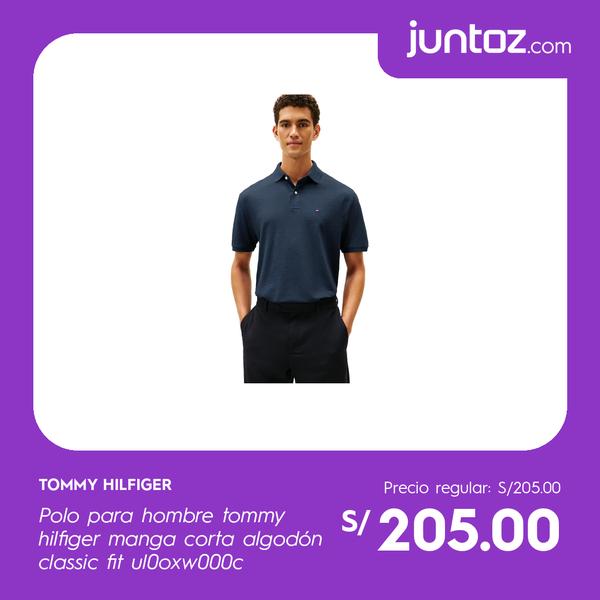 juntoz.com
TOMMY HILFIGER
Polo para hombre tommy
hilfiger manga corta algodón
classic fit ul0oxw000c
Precio regular: S/205.00
S/ 205.00